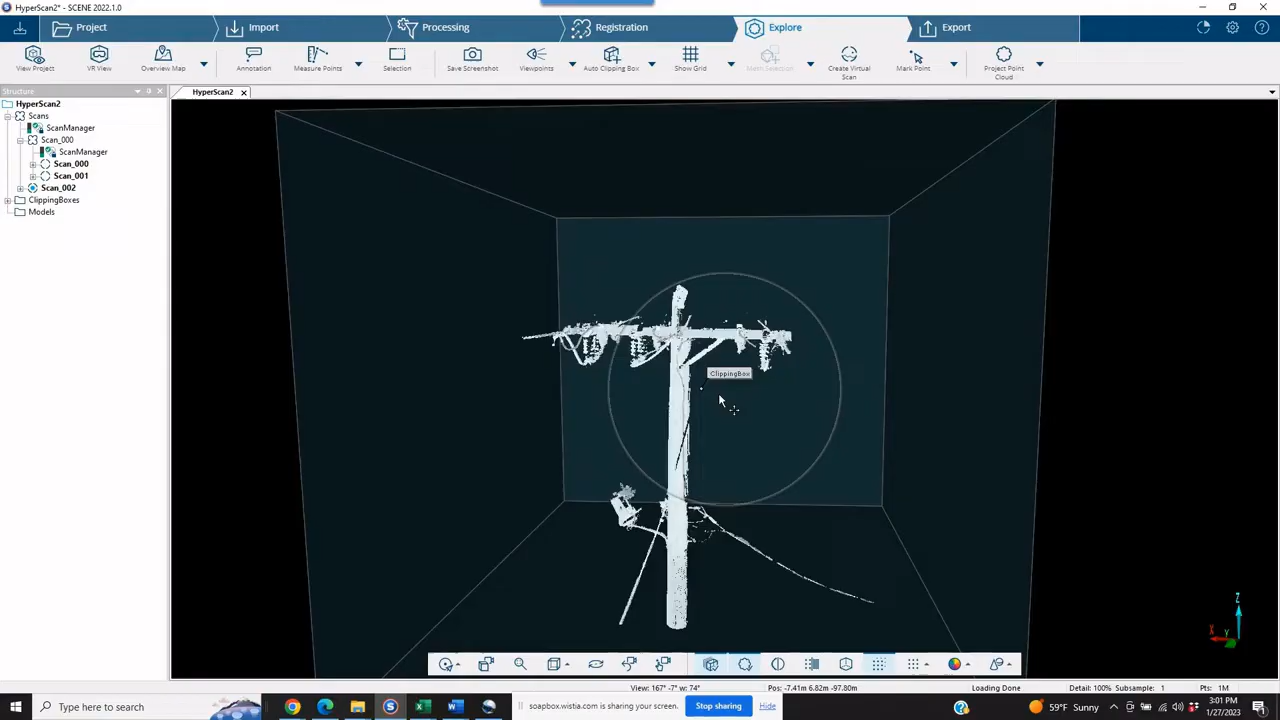 HyperScan2* - SCENE 2022.1.0
Project
Import
Processing
Registration
Explore
Export
View Project
VR View
Overview Map
Annotation
Measure Points
Selection
Save Screenshot
Viewpoints
Auto Clipping Box
Show Grid
Mesh Selection
Create Virtual
Scan
Mark Point
Project Point
Cloud
Structure
HyperScan2
HyperScan2
Scans
ScanManager
Scan_000
ScanManager
Scan_000
Scan_001
Scan_002
ClippingBoxes
Models
ClippingBox
Z
X
Y
View: 167° -7° w: 74°
Pos: -7.41m 6.82m -97.80m
Loading Done
Detail: 100%
Subsample: 1
Pts: 1M
Type here to search
soapbox.wistia.com is sharing your screen.
Stop sharing
Hide
59°F Sunny
3:01 PM
1/27/2023